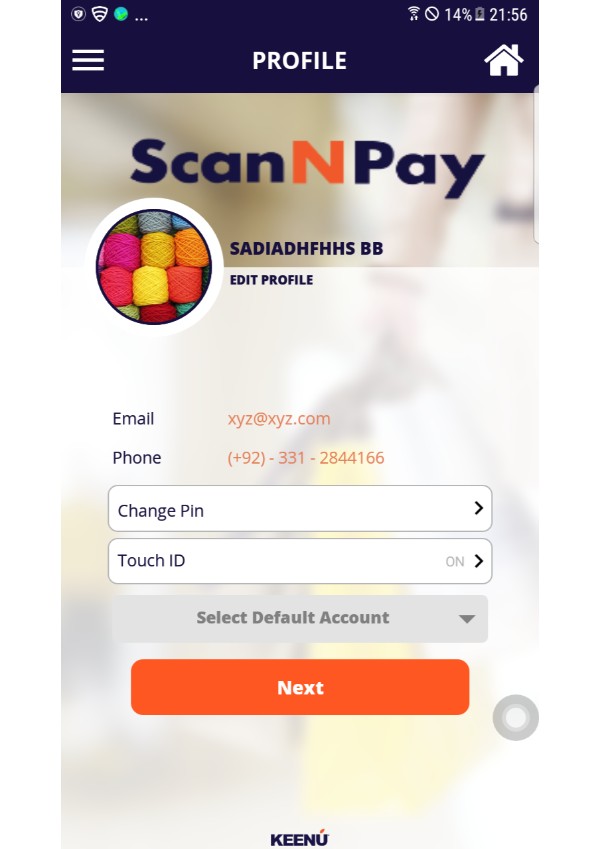 ... 14% 21:56
PROFILE
ScanNPay
SADIADHFHHS BB
EDIT PROFILE
Email xyz@xyz.com
Phone (+92) - 331 - 2844166
Change Pin
Touch ID ON
Select Default Account
Next
KEENÚ